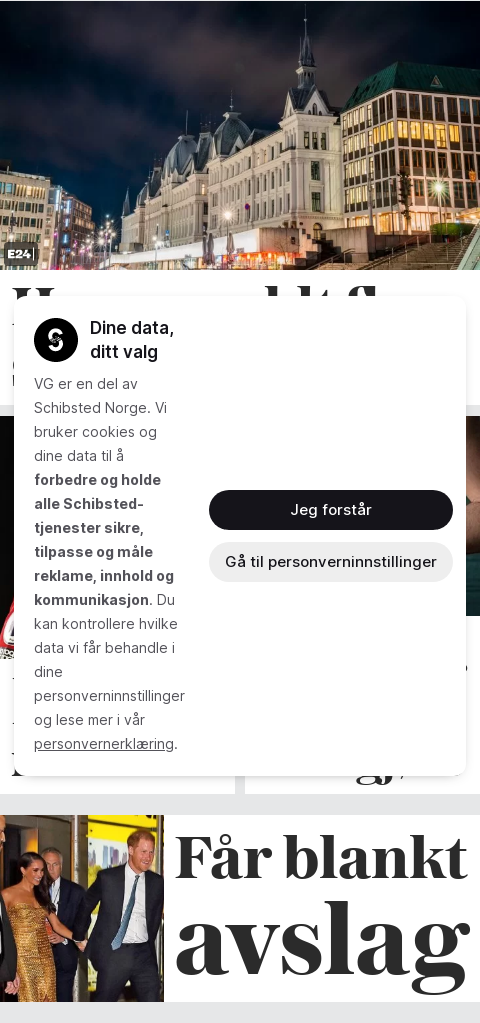 E24
Dine data,
ditt valg
VG er en del av
Schibsted Norge. Vi
bruker cookies og
dine data til å
forbedre og holde
alle Schibsted-
tjenester sikre,
tilpasse og måle
reklame, innhold og
kommunikasjon. Du
kan kontrollere hvilke
data vi får behandle i
dine
personverninnstillinger
og lese mer i vår
personvernerklæring.
Jeg forstår
Gå til personverninnstillinger
Får blankt
avslag